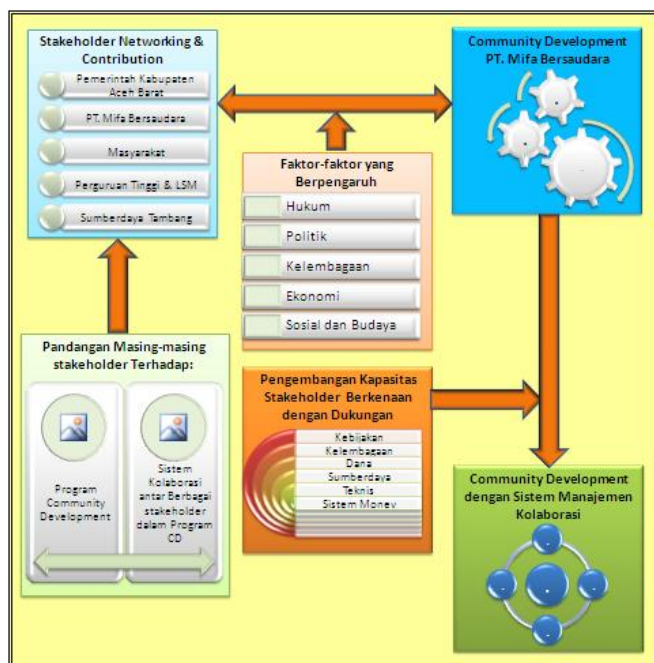 Stakeholder Networking &
Contribution
Pemerintah Kabupaten
Aceh Barat
PT. Mifa Bersaudara
Masyarakat
Perguruan Tinggi & LSM
Sumberdaya Tambang
Community Development
PT. Mifa Bersaudara
Faktor-faktor yang
Berpengaruh
Hukum
Politik
Kelembagaan
Ekonomi
Sosial dan Budaya
Pandangan Masing-masing
stakeholder Terhadap:
Program
Community
Development
Sistem
Kolaborasi
antar Berbagai
stakeholder
dalam Program
CD
Pengembangan Kapasitas
Stakeholder Berkenaan
dengan Dukungan
Kebijakan
Kelembagaan
Dana
Sumberdaya
Teknis
Sistem Monev
Community Development
dengan Sistem Manajemen
Kolaborasi